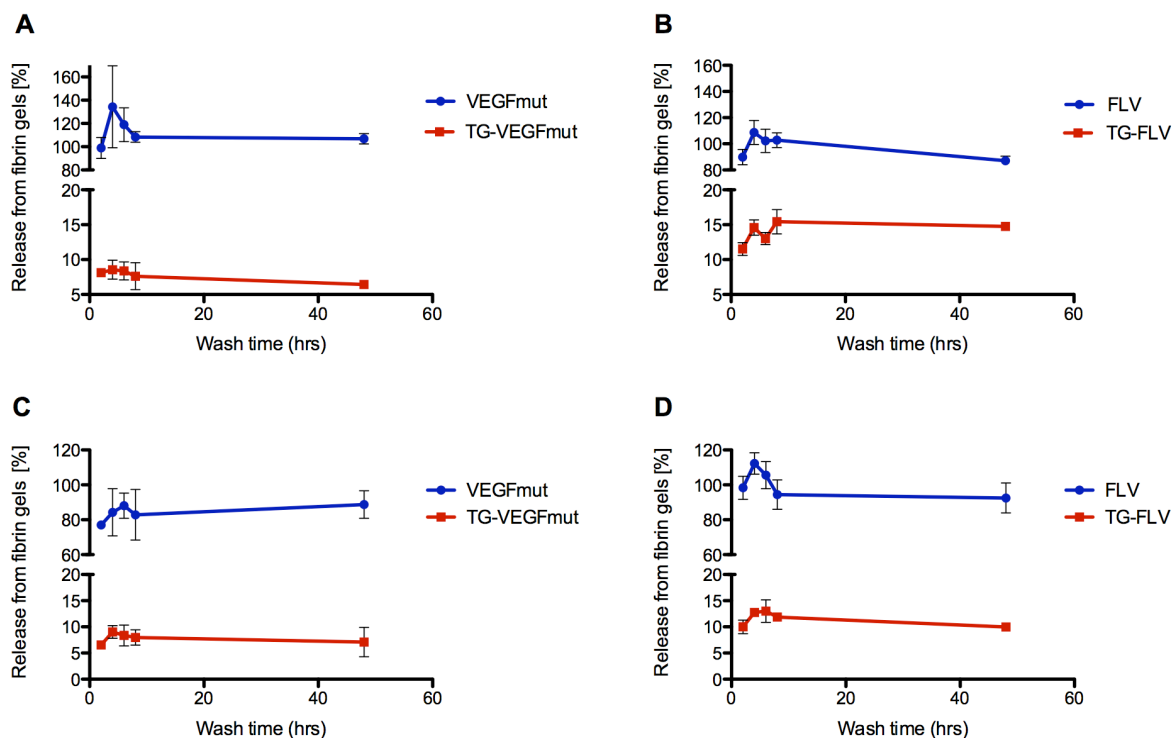 A
Release from fibrin gels [%]
160
140
120
100
80
20
15
10
5
0
20
40
60
Wash time (hrs)
VEGFmut
TG-VEGFmut
B
Release from fibrin gels [%]
160
140
120
100
80
20
15
10
5
0
20
40
60
Wash time (hrs)
FLV
TG-FLV
C
Release from fibrin gels [%]
120
100
80
60
20
15
10
5
0
0
20
40
60
Wash time (hrs)
VEGFmut
TG-VEGFmut
D
Release from fibrin gels [%]
120
100
80
60
20
15
10
5
0
0
20
40
60
Wash time (hrs)
FLV
TG-FLV